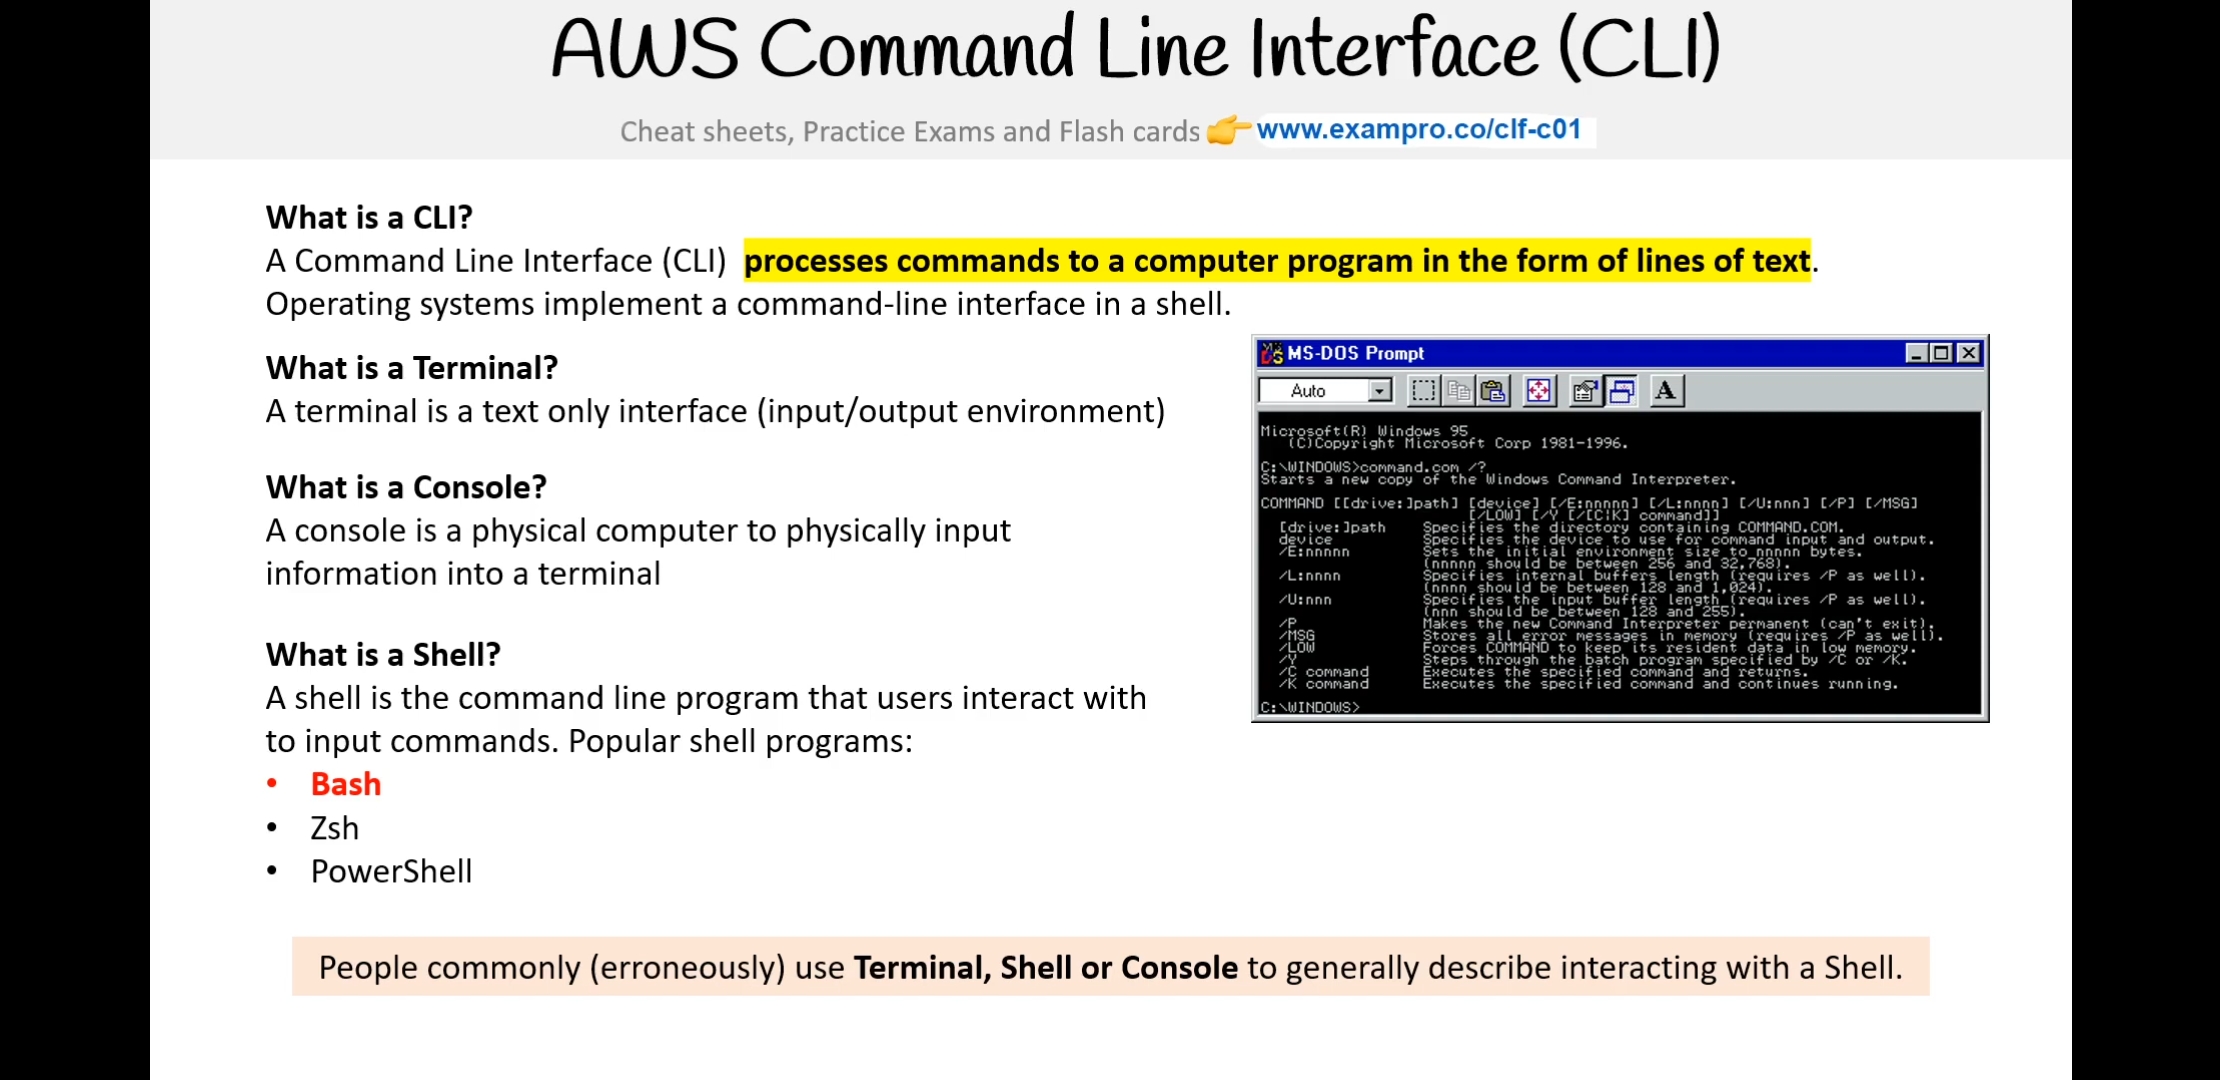 AWS Command Line Interface (CLI)
Cheat sheets, Practice Exams and Flash cards 👉 www.exampro.co/clf-c01
What is a CLI?
A Command Line Interface (CLI) processes commands to a computer program in the form of lines of text.
Operating systems implement a command-line interface in a shell.
What is a Terminal?
A terminal is a text only interface (input/output environment)
What is a Console?
A console is a physical computer to physically input
information into a terminal
What is a Shell?
A shell is the command line program that users interact with
to input commands. Popular shell programs:
• Bash
• Zsh
• PowerShell
MS-DOS Prompt
Auto
A
Microsoft(R) Windows 95
(C)Copyright Microsoft Corp 1981-1996.
C:\WINDOWS>command.com /?
Starts a new copy of the Windows Command Interpreter.
COMMAND [[drive:]path] [device] [/E:nnnnn] [/L:nnnn] [/U:nnn] [/P] [/MSG]
[/LOW] [/Y [/[C|K] command]]
[drive:]path Specifies the directory containing COMMAND.COM.
device Specifies the device to use for command input and output.
/E:nnnnn Sets the initial environment size to nnnnn bytes.
(nnnnn should be between 256 and 32,768).
/L:nnnn Specifies internal buffers length (requires /P as well).
(nnnn should be between 128 and 1,024).
/U:nnn Specifies the input buffer length (requires /P as well).
(nnn should be between 128 and 255).
/P Makes the new Command Interpreter permanent (can't exit).
/MSG Stores all error messages in memory (requires /P as well).
/LOW Forces COMMAND to keep its resident data in low memory.
/Y Steps through the batch program specified by /C or /K.
/C command Executes the specified command and returns.
/K command Executes the specified command and continues running.
C:\WINDOWS>
People commonly (erroneously) use Terminal, Shell or Console to generally describe interacting with a Shell.